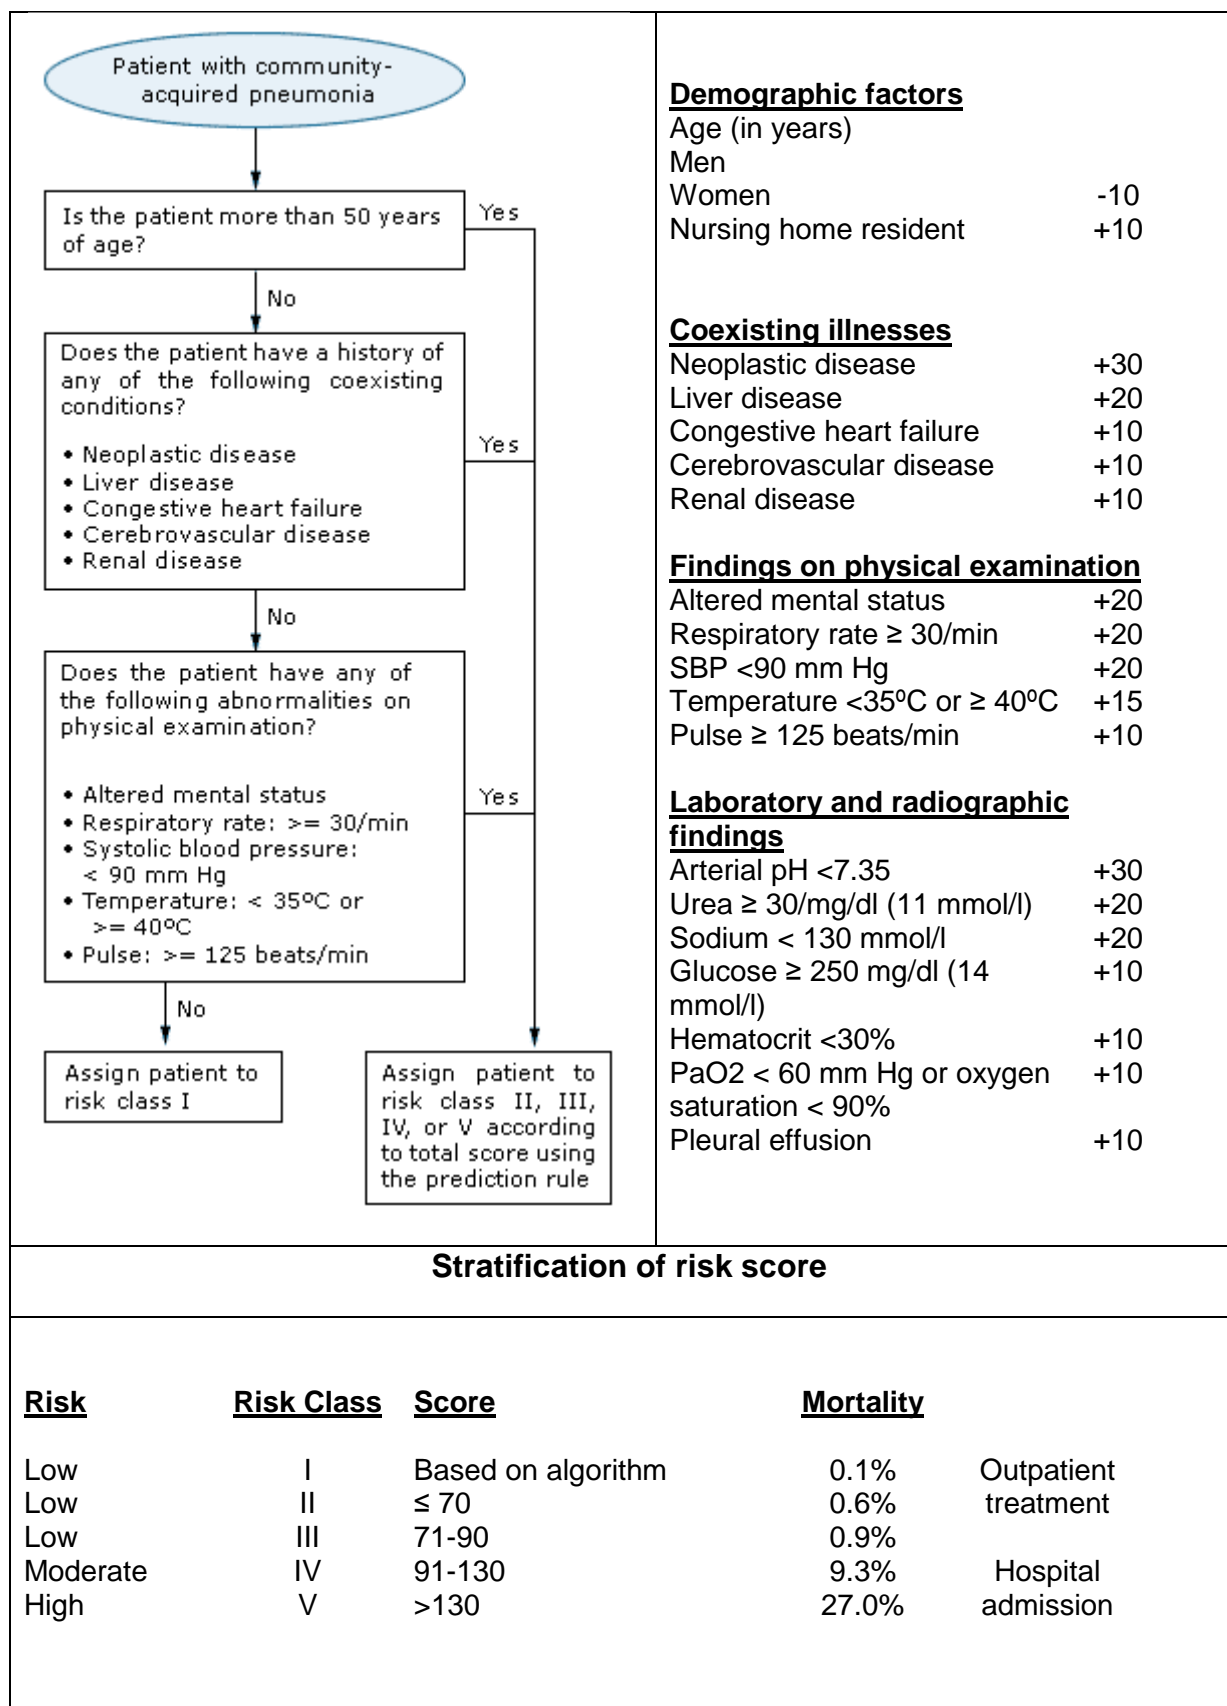 Patient with community-
acquired pneumonia
Is the patient more than 50 years
of age?
Yes
No
Does the patient have a history of
any of the following coexisting
conditions?
• Neoplastic disease
• Liver disease
• Congestive heart failure
• Cerebrovascular disease
• Renal disease
Yes
No
Does the patient have any of
the following abnormalities on
physical examination?
• Altered mental status
• Respiratory rate: >= 30/min
• Systolic blood pressure:
< 90 mm Hg
• Temperature: < 35ºC or
>= 40ºC
• Pulse: >= 125 beats/min
Yes
No
Assign patient to
risk class I
Assign patient to
risk class II, III,
IV, or V according
to total score using
the prediction rule
Demographic factors
Age (in years)
Men
Women -10
Nursing home resident +10
Coexisting illnesses
Neoplastic disease +30
Liver disease +20
Congestive heart failure +10
Cerebrovascular disease +10
Renal disease +10
Findings on physical examination
Altered mental status +20
Respiratory rate ≥ 30/min +20
SBP <90 mm Hg +20
Temperature <35ºC or ≥ 40ºC +15
Pulse ≥ 125 beats/min +10
Laboratory and radiographic
findings
Arterial pH <7.35 +30
Urea ≥ 30/mg/dl (11 mmol/l) +20
Sodium < 130 mmol/l +20
Glucose ≥ 250 mg/dl (14 +10
mmol/l)
Hematocrit <30% +10
PaO2 < 60 mm Hg or oxygen +10
saturation < 90%
Pleural effusion +10
Stratification of risk score
Risk Risk Class Score Mortality
Low I Based on algorithm 0.1% Outpatient
Low II ≤ 70 0.6% treatment
Low III 71-90 0.9%
Moderate IV 91-130 9.3% Hospital
High V >130 27.0% admission